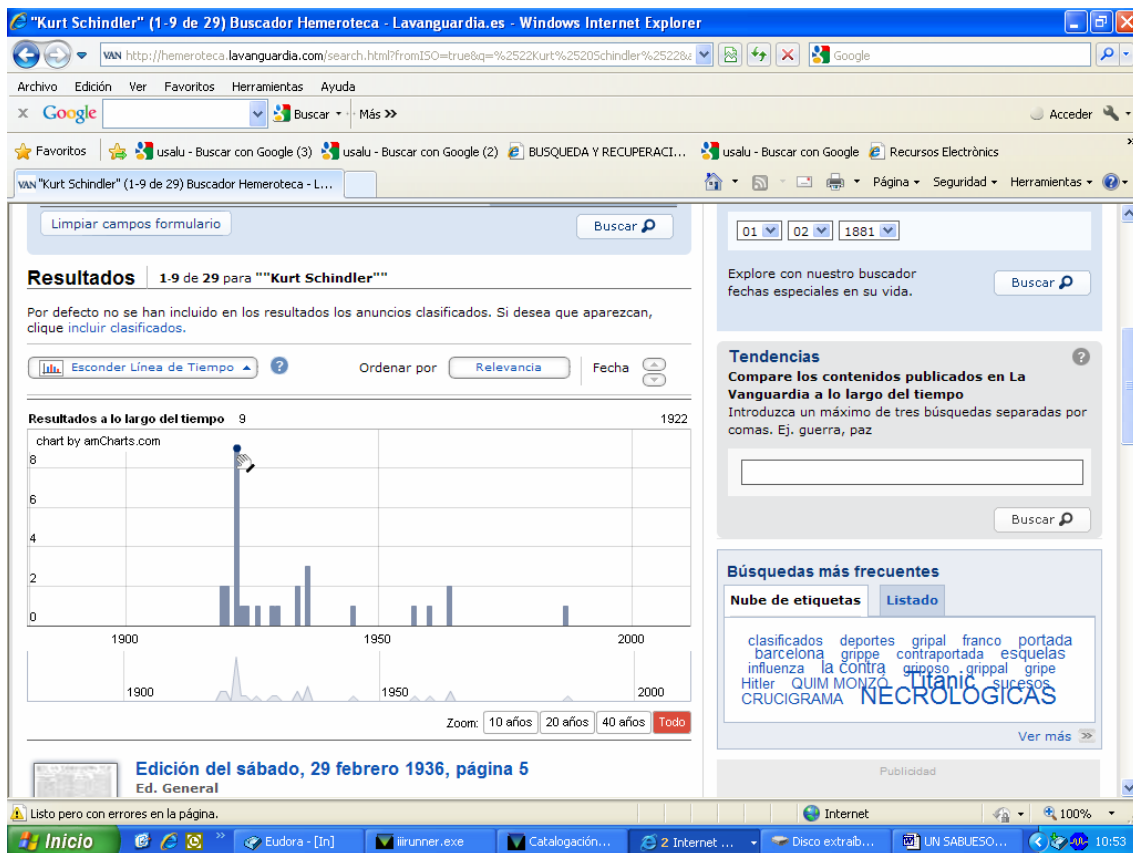 "Kurt Schindler" (1-9 de 29) Buscador Hemeroteca - Lavanguardia.es - Windows Internet Explorer
VAN http://hemeroteca.lavanguardia.com/search.html?fromISO=true&q=%2522Kurt%2520Schindler%2522&
Google
Archivo Edición Ver Favoritos Herramientas Ayuda
x Google Buscar Más >> Acceder
Favoritos usalu - Buscar con Google (3) usalu - Buscar con Google (2) BUSQUEDA Y RECUPERACI... usalu - Buscar con Google Recursos Electrònics
VAN "Kurt Schindler" (1-9 de 29) Buscador Hemeroteca - L... Página Seguridad Herramientas
Limpiar campos formulario Buscar
Resultados 1-9 de 29 para ""Kurt Schindler""
Por defecto no se han incluido en los resultados los anuncios clasificados. Si desea que aparezcan,
clique incluir clasificados.
Esconder Línea de Tiempo ? Ordenar por Relevancia Fecha
Resultados a lo largo del tiempo 9 1922
chart by amCharts.com
8
6
4
2
0
1900 1950 2000
1900 1950 2000
Zoom: 10 años 20 años 40 años Todo
Edición del sábado, 29 febrero 1936, página 5
Ed. General
01 02 1881
Explore con nuestro buscador
fechas especiales en su vida.
Buscar
Tendencias ?
Compare los contenidos publicados en La
Vanguardia a lo largo del tiempo
Introduzca un máximo de tres búsquedas separadas por
comas. Ej. guerra, paz
Buscar
Búsquedas más frecuentes
Nube de etiquetas Listado
clasificados deportes gripal franco portada
barcelona grippe contraportada esquelas
influenza la contra griposo grippal gripe
Hitler QUIM MONZÓ Titanic sucesos
CRUCIGRAMA NECROLOGICAS
Ver más >>
Publicidad
Listo pero con errores en la página. Internet 100%
Inicio Eudora - [In] iiirunner.exe Catalogación... 2 Internet ... Disco extraíb... UN SABUESO... 10:53